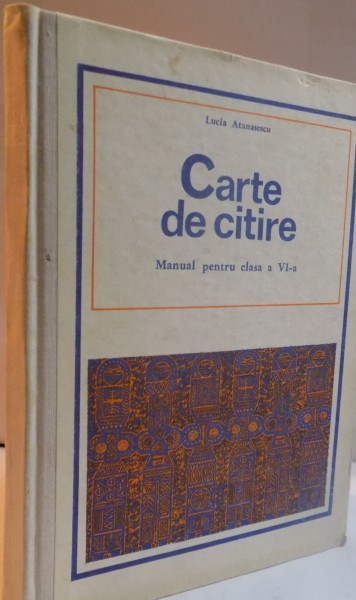 Lucia Atanasescu
Carte
de citire
Manual pentru clasa a VI-a